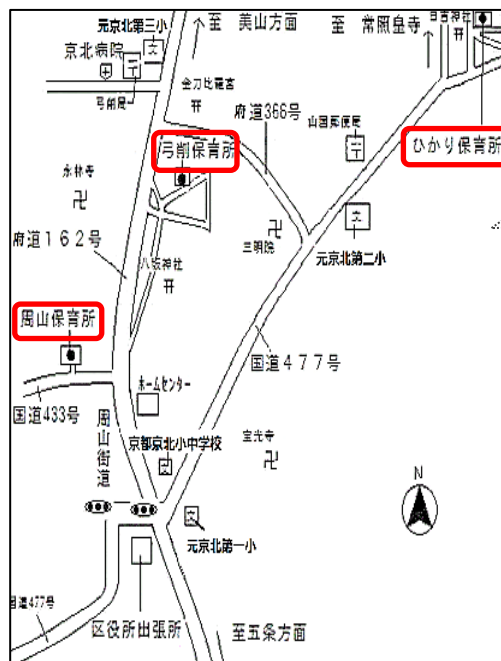 元京北第三小
至 美山方面
至 常照皇寺
日吉神社
京北病院
弓削局
金刀比羅宮
府道366号
山国郵便局
弓削保育所
ひかり保育所
永林寺
三明院
元京北第二小
府道162号
八坂神社
周山保育所
国道477号
ホームセンター
国道433号
周山街道
京都京北小中学校
宝光寺
N
元京北第一小
国道477号
区役所出張所
至五条方面